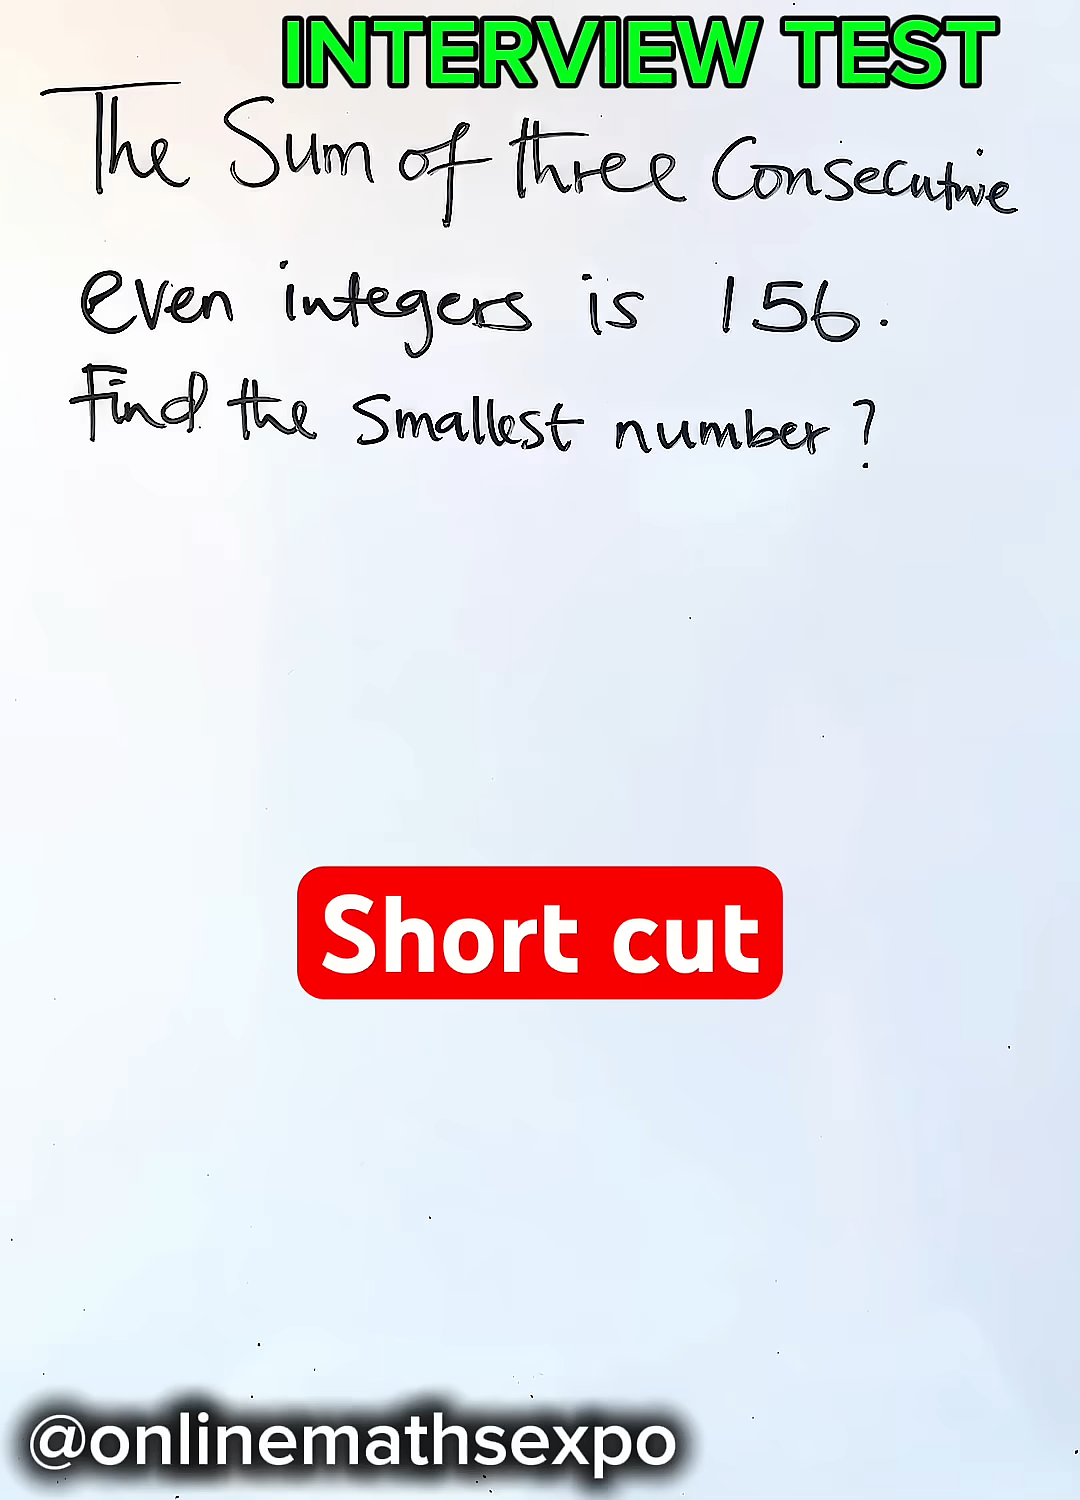 INTERVIEW TEST
The Sum of three Consecutive
even integers is 156.
Find the Smallest number?
Short cut
@onlinemathsexpo